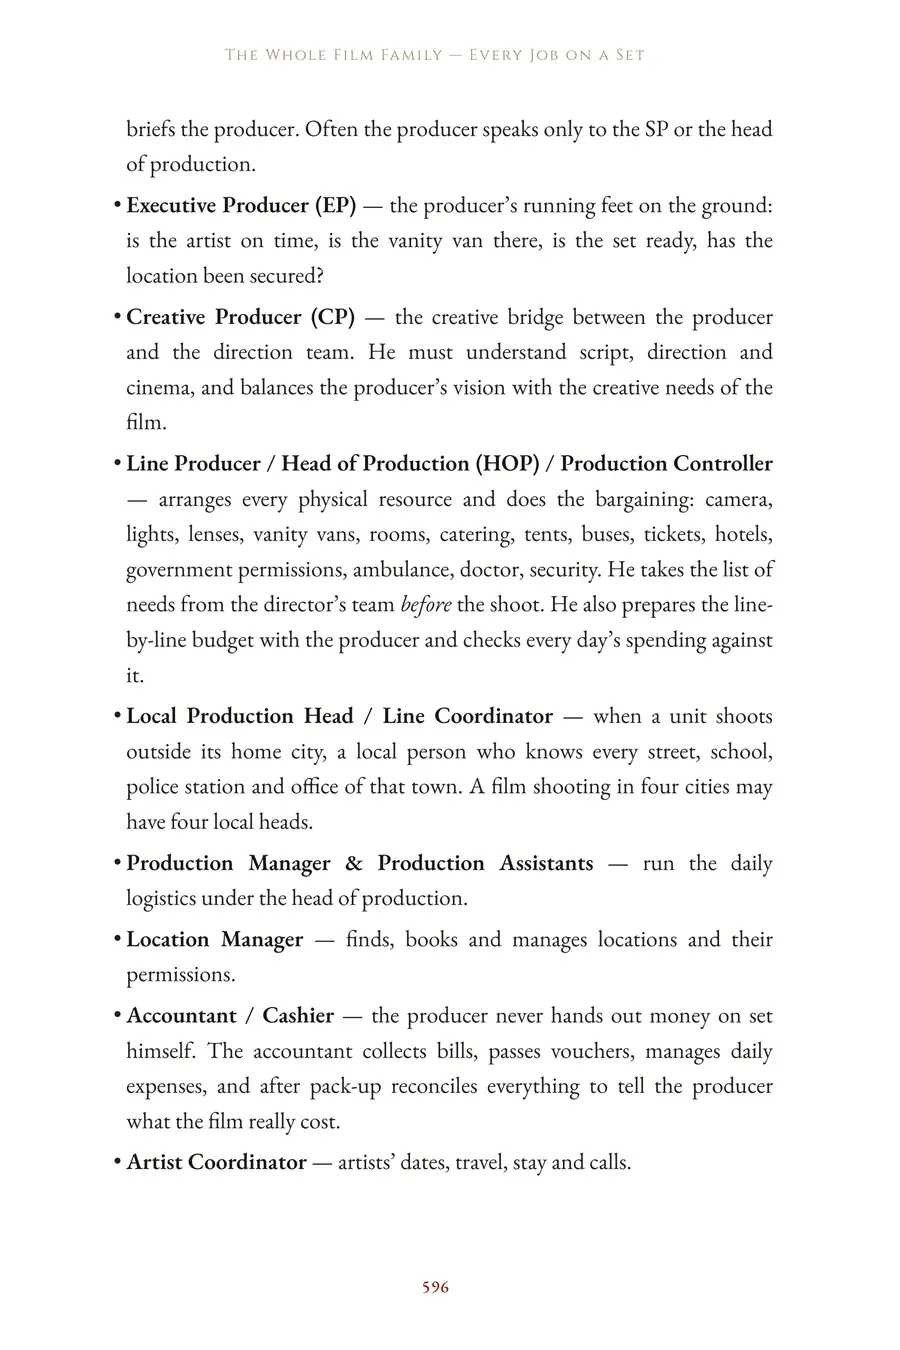 The Whole Film Family — Every Job on a Set
briefs the producer. Often the producer speaks only to the SP or the head
of production.
• Executive Producer (EP) — the producer’s running feet on the ground:
is the artist on time, is the vanity van there, is the set ready, has the
location been secured?
• Creative Producer (CP) — the creative bridge between the producer
and the direction team. He must understand script, direction and
cinema, and balances the producer’s vision with the creative needs of the
film.
• Line Producer / Head of Production (HOP) / Production Controller
— arranges every physical resource and does the bargaining: camera,
lights, lenses, vanity vans, rooms, catering, tents, buses, tickets, hotels,
government permissions, ambulance, doctor, security. He takes the list of
needs from the director’s team before the shoot. He also prepares the line-
by-line budget with the producer and checks every day’s spending against
it.
• Local Production Head / Line Coordinator — when a unit shoots
outside its home city, a local person who knows every street, school,
police station and office of that town. A film shooting in four cities may
have four local heads.
• Production Manager & Production Assistants — run the daily
logistics under the head of production.
• Location Manager — finds, books and manages locations and their
permissions.
• Accountant / Cashier — the producer never hands out money on set
himself. The accountant collects bills, passes vouchers, manages daily
expenses, and after pack-up reconciles everything to tell the producer
what the film really cost.
• Artist Coordinator — artists’ dates, travel, stay and calls.
596